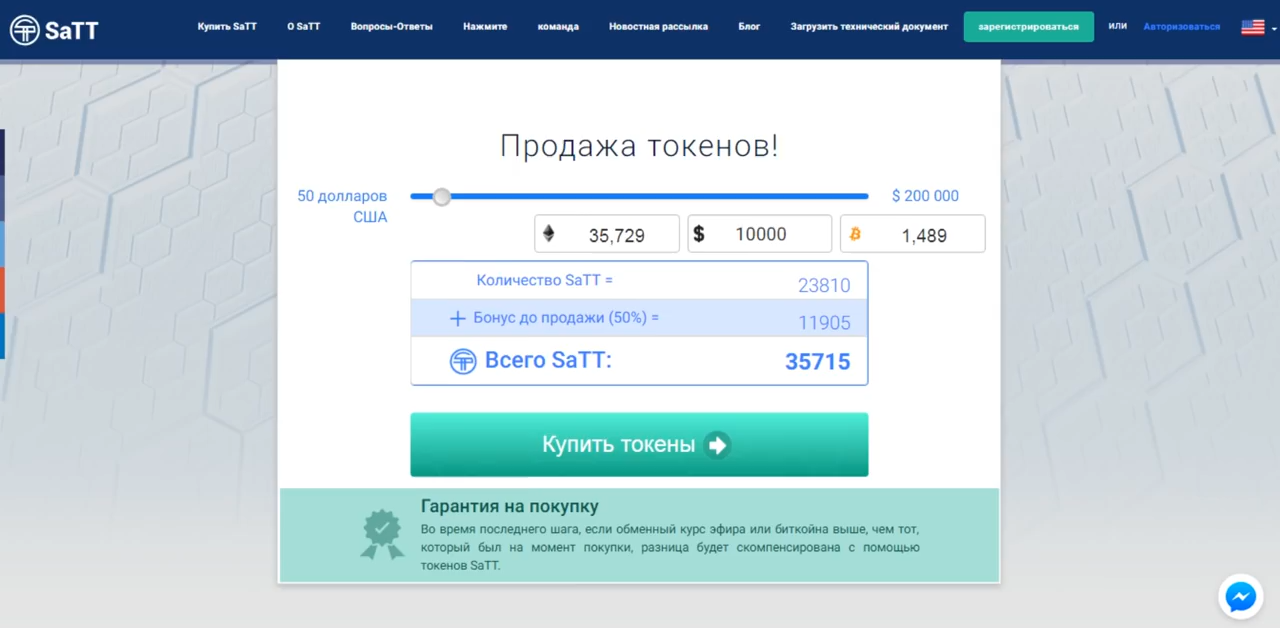 SaTT
Купить SaTT О SaTT Вопросы-Ответы Нажмите команда Новостная рассылка Блог Загрузить технический документ зарегистрироваться или Авторизоваться
Продажа токенов!
50 долларов
США
$ 200 000
35,729 $ 10000 1,489
Количество SaTT = 23810
+ Бонус до продажи (50%) = 11905
Всего SaTT: 35715
Купить токены
Гарантия на покупку
Во время последнего шага, если обменный курс эфира или биткойна выше, чем тот,
который был на момент покупки, разница будет скомпенсирована с помощью
токенов SaTT.